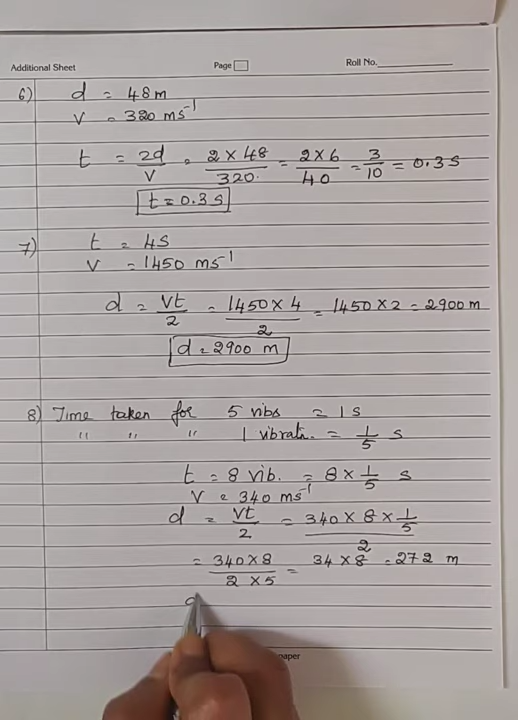 Additional Sheet Page Roll No.
6) d = 48m
v = 320 ms⁻¹
t = 2d/v = 2 × 48/320 = 2×6/40 = 3/10 = 0.3 s
t = 0.3 s
7) t = 4s
v = 1450 ms⁻¹
d = vt/2 = 1450 × 4/2 = 1450 × 2 = 2900 m
d = 2900 m
8) Time taken for 5 vibs = 1 s
" " " 1 vibratn. = 1/5 s
t = 8 vib. = 8 × 1/5 s
v = 340 ms⁻¹
d = vt/2 = 340 × 8 × 1/5/2
= 340 × 8/2 × 5 = 34 × 8 = 272 m
d
paper